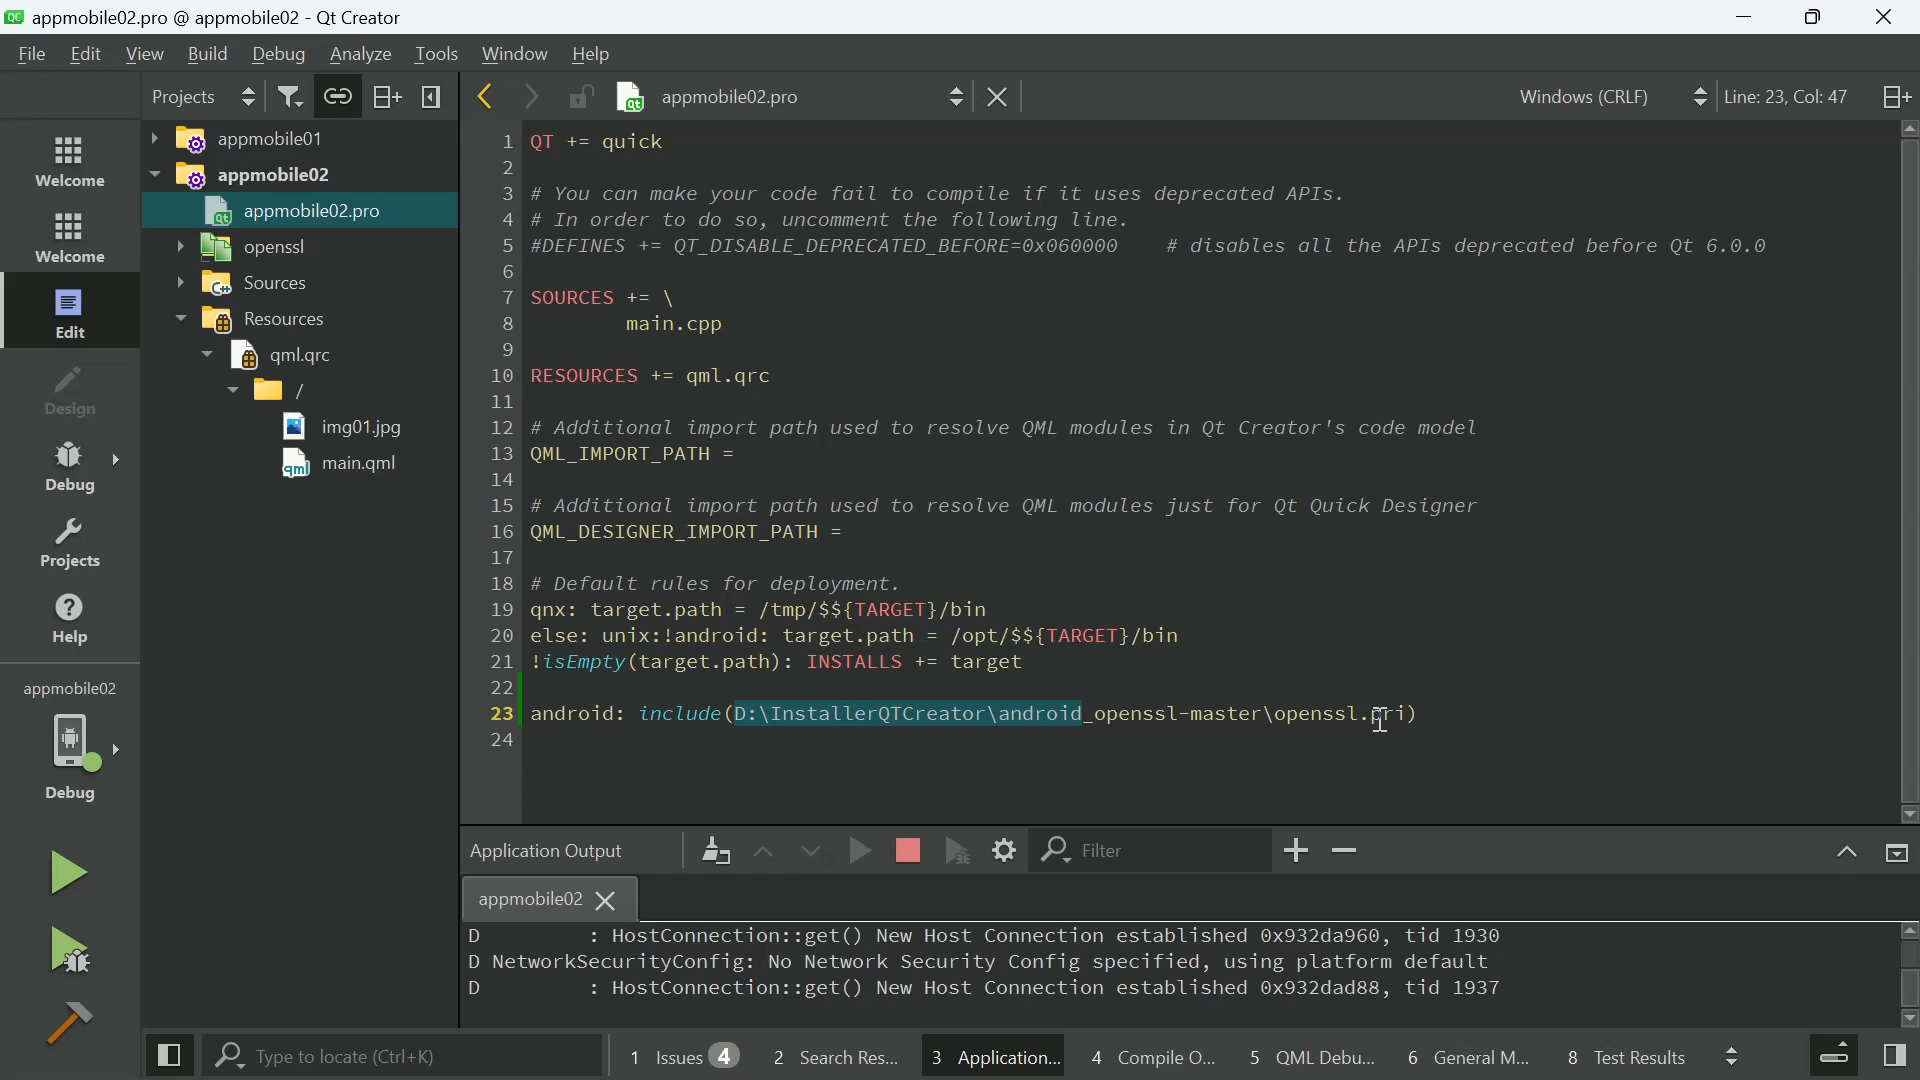 appmobile02.pro @ appmobile02 - Qt Creator
File Edit View Build Debug Analyze Tools Window Help
Projects
appmobile02.pro
Windows (CRLF)
Line: 23, Col: 47
Welcome
Welcome
Edit
Design
Debug
Projects
Help
appmobile02
Debug
appmobile01
appmobile02
appmobile02.pro
openssl
Sources
Resources
qml.qrc
/
img01.jpg
main.qml
1 QT += quick
2
3 # You can make your code fail to compile if it uses deprecated APIs.
4 # In order to do so, uncomment the following line.
5 #DEFINES += QT_DISABLE_DEPRECATED_BEFORE=0x060000    # disables all the APIs deprecated before Qt 6.0.0
6
7 SOURCES += \
8         main.cpp
9
10 RESOURCES += qml.qrc
11
12 # Additional import path used to resolve QML modules in Qt Creator's code model
13 QML_IMPORT_PATH =
14
15 # Additional import path used to resolve QML modules just for Qt Quick Designer
16 QML_DESIGNER_IMPORT_PATH =
17
18 # Default rules for deployment.
19 qnx: target.path = /tmp/$${TARGET}/bin
20 else: unix:!android: target.path = /opt/$${TARGET}/bin
21 !isEmpty(target.path): INSTALLS += target
22
23 android: include(D:\InstallerQTCreator\android_openssl-master\openssl.pri)
24
Application Output
Filter
appmobile02
D         : HostConnection::get() New Host Connection established 0x932da960, tid 1930
D NetworkSecurityConfig: No Network Security Config specified, using platform default
D         : HostConnection::get() New Host Connection established 0x932dad88, tid 1937
Type to locate (Ctrl+K)
1 Issues 4
2 Search Res...
3 Application...
4 Compile O...
5 QML Debu...
6 General M...
8 Test Results